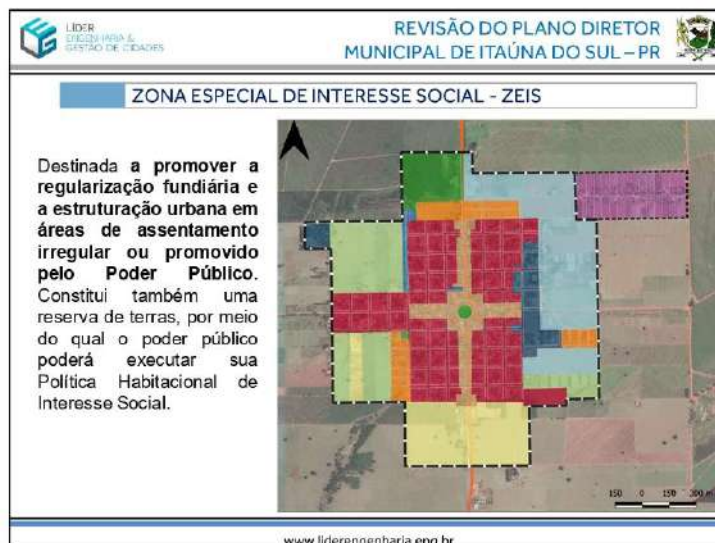 LÍDER
ENGENHARIA &
GESTÃO DE CIDADES
REVISÃO DO PLANO DIRETOR
MUNICIPAL DE ITAÚNA DO SUL – PR
ZONA ESPECIAL DE INTERESSE SOCIAL - ZEIS
Destinada a promover a
regularização fundiária e
a estruturação urbana em
áreas de assentamento
irregular ou promovido
pelo Poder Público.
Constitui também uma
reserva de terras, por meio
do qual o poder público
poderá executar sua
Política Habitacional de
Interesse Social.
150 0 150 300 m
www.liderengenharia.eng.br